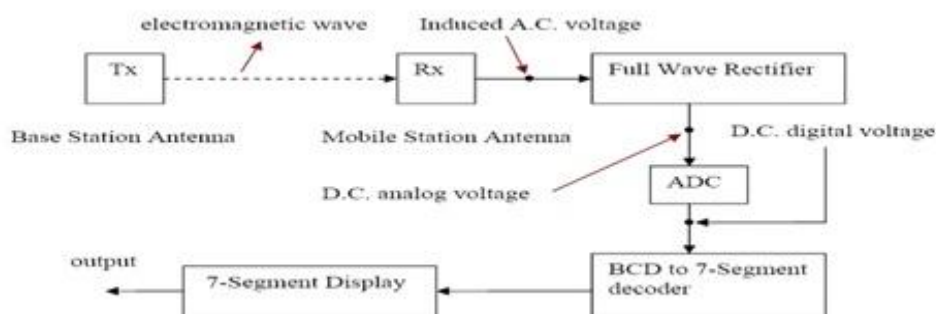 electromagnetic wave
Induced A.C. voltage
Tx
Rx
Full Wave Rectifier
Base Station Antenna
Mobile Station Antenna
D.C. digital voltage
D.C. analog voltage
ADC
output
7-Segment Display
BCD to 7-Segment
decoder